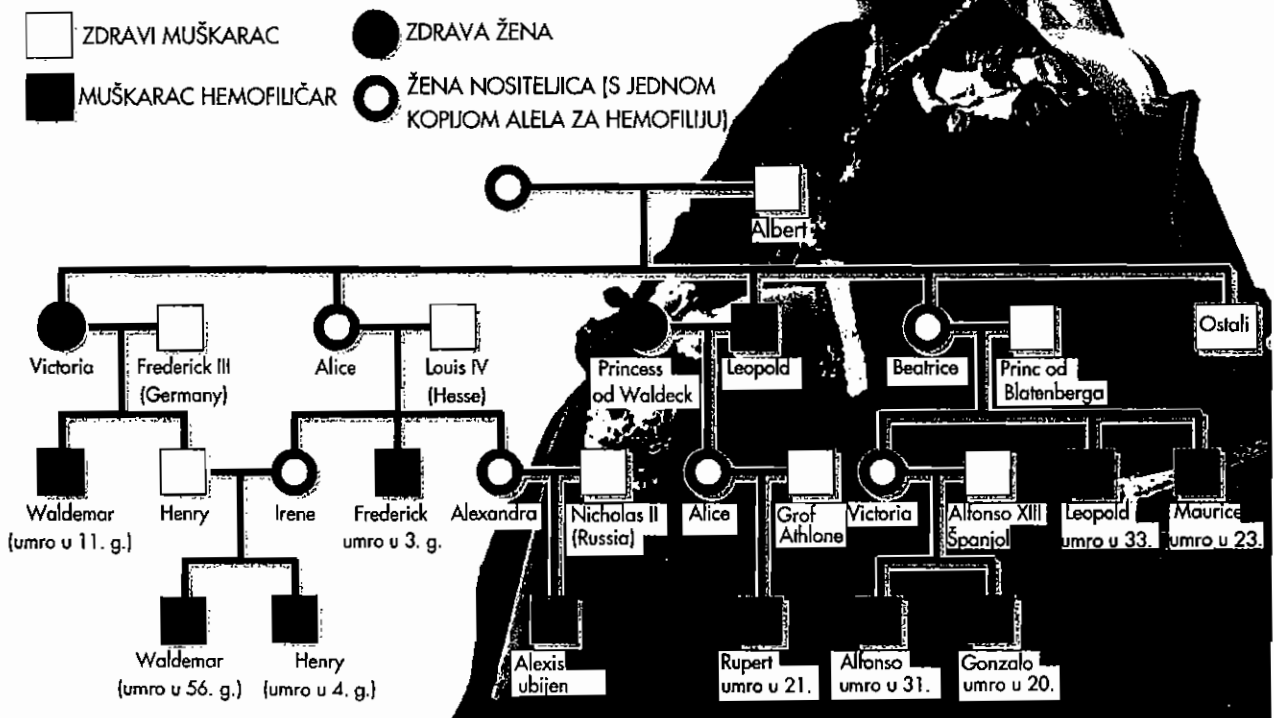 ZDRAVI MUŠKARAC
ZDRAVA ŽENA
MUŠKARAC HEMOFILIČAR
ŽENA NOSITELJICA (S JEDNOM
KOPIJOM ALELA ZA HEMOFILIJU)
Albert
Victoria
Frederick III
(Germany)
Alice
Louis IV
(Hesse)
Princess
od Waldeck
Leopold
Beatrice
Princ od
Blatenberga
Ostali
Waldemar
(umro u 11. g.)
Henry
Irene
Frederick
umro u 3. g.
Alexandra
Nicholas II
(Russia)
Alice
Grof
Athlone
Victoria
Alfonso XIII
Španjol
Leopold
umro u 33.
Maurice
umro u 23.
Waldemar
(umro u 56. g.)
Henry
(umro u 4. g.)
Alexis
ubijen
Rupert
umro u 21.
Alfonso
umro u 31.
Gonzalo
umro u 20.